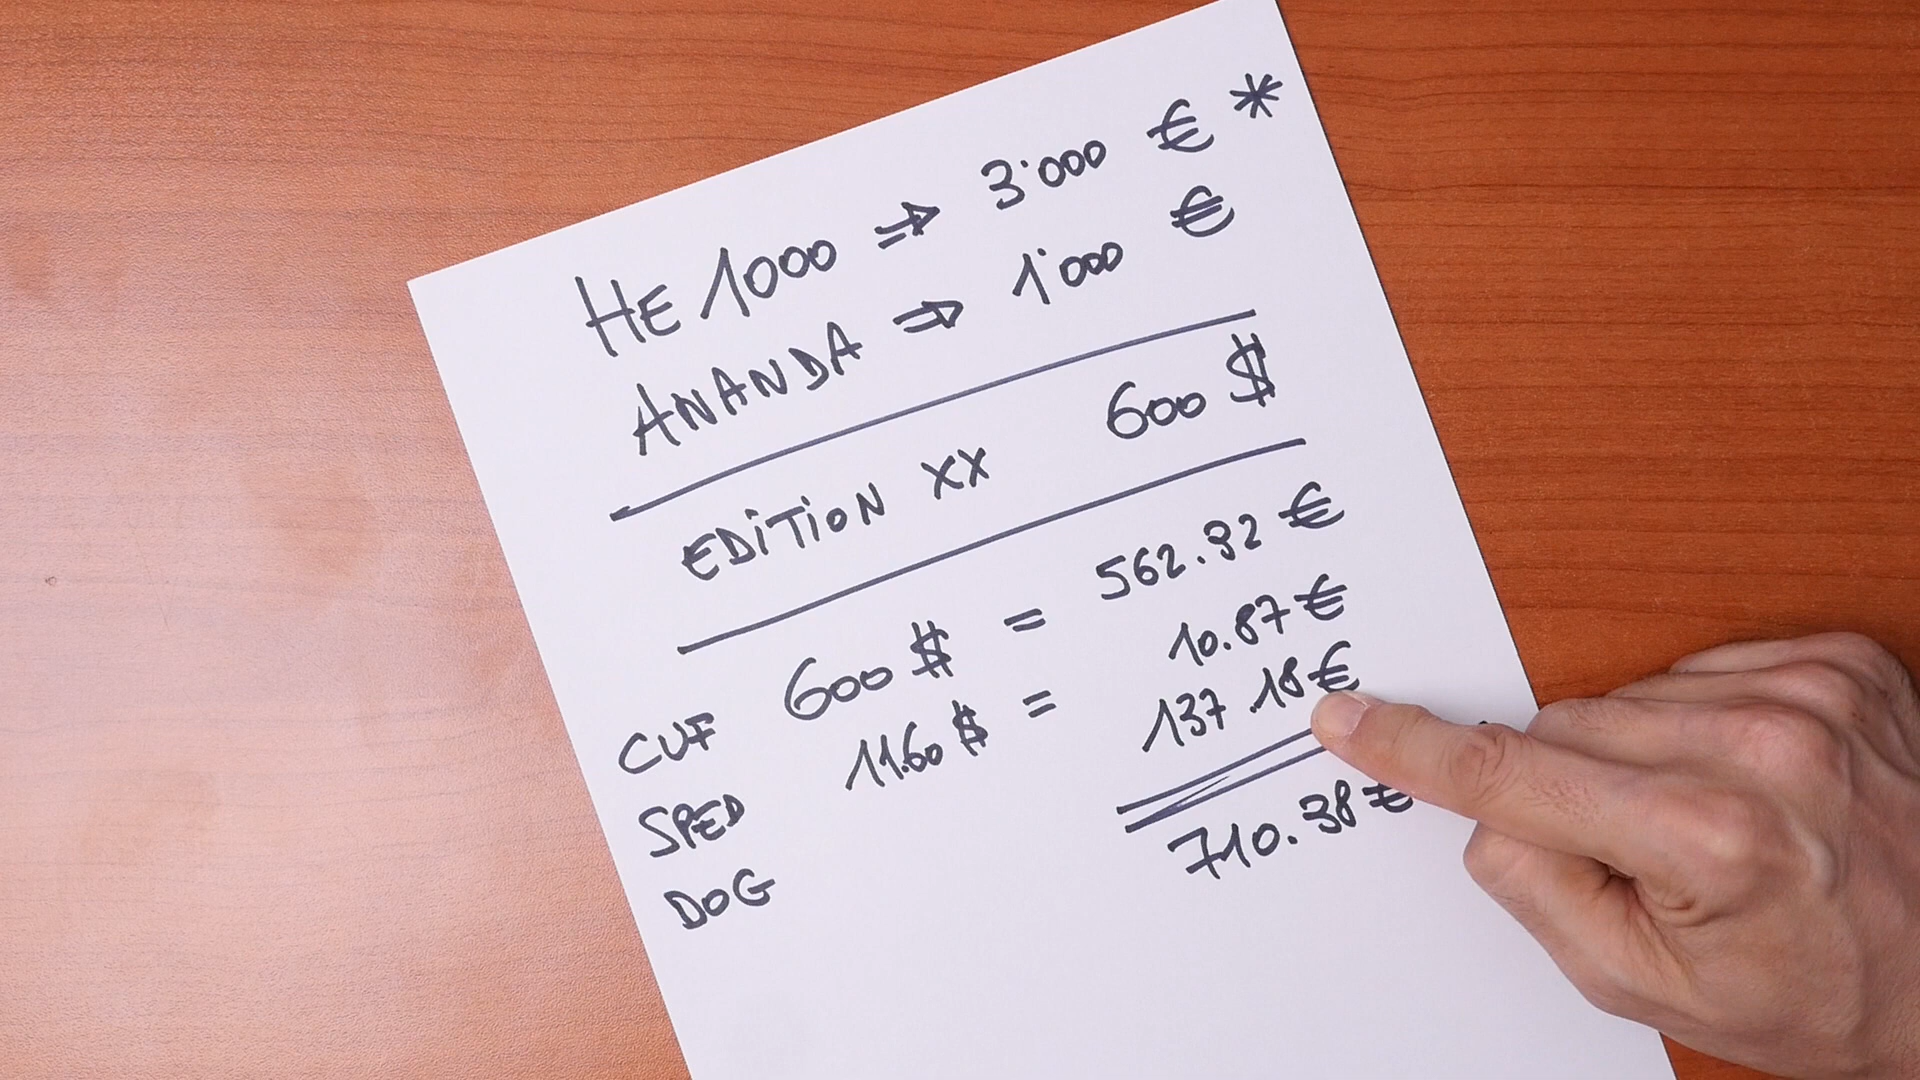 HE 1000 ⇒ 3'000 € *
ANANDA ⇒ 1'000 €
EDITION XX 600 $
CUF 600 $ = 562.32 €
SPED 11.60 $ = 10.87 €
DOG 137.18 €
710.38 €